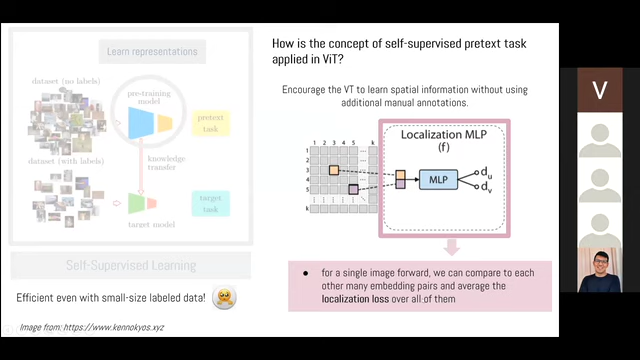 Learn representations
dataset (no labels)
pre-training
model
pretext
task
knowledge
transfer
dataset (with labels)
target
task
target model
Self-Supervised Learning
Efficient even with small-size labeled data!
Image from: https://www.kennokyos.xyz
How is the concept of self-supervised pretext task
applied in ViT?
Encourage the VT to learn spatial information without using
additional manual annotations.
Localization MLP
(f)
1 2 3 4 5 ... k
1
2
3
4
5
k
MLP
du
dv
● for a single image forward, we can compare to each
other many embedding pairs and average the
localization loss over all of them
V